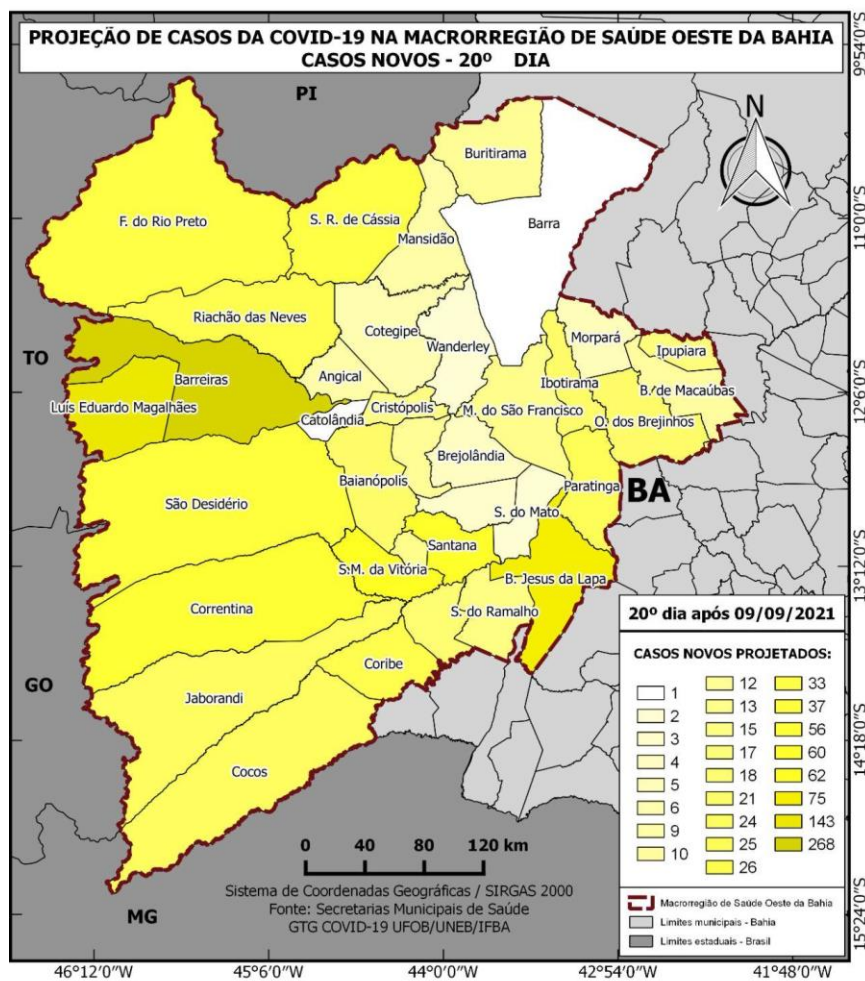 PROJEÇÃO DE CASOS DA COVID-19 NA MACRORREGIÃO DE SAÚDE OESTE DA BAHIA
CASOS NOVOS - 20º DIA
9°54'0"S
PI
N
Buritirama
F. do Rio Preto
S. R. de Cássia
Mansidão
Barra
11°0'0"S
Riachão das Neves
Cotegipe
Wanderley
Morpará
Ipupiara
TO
Barreiras
Angical
Ibotirama
B. de Macaúbas
12°6'0"S
Luís Eduardo Magalhães
Catolândia
Cristópolis
M. do São Francisco
O. dos Brejinhos
Brejolândia
São Desidério
Baianópolis
Paratinga
BA
S. do Mato
Santana
S.M. da Vitória
B. Jesus da Lapa
13°12'0"S
Correntina
S. do Ramalho
GO
Jaborandi
Coribe
Cocos
14°18'0"S
MG
15°24'0"S
20º dia após 09/09/2021
CASOS NOVOS PROJETADOS:
1
2
3
4
5
6
9
10
12
13
15
17
18
21
24
25
26
33
37
56
60
62
75
143
268
Macrorregião de Saúde Oeste da Bahia
Limites municipais - Bahia
Limites estaduais - Brasil
0 40 80 120 km
Sistema de Coordenadas Geográficas / SIRGAS 2000
Fonte: Secretarias Municipais de Saúde
GTG COVID-19 UFOB/UNEB/IFBA
46°12'0"W 45°6'0"W 44°0'0"W 42°54'0"W 41°48'0"W